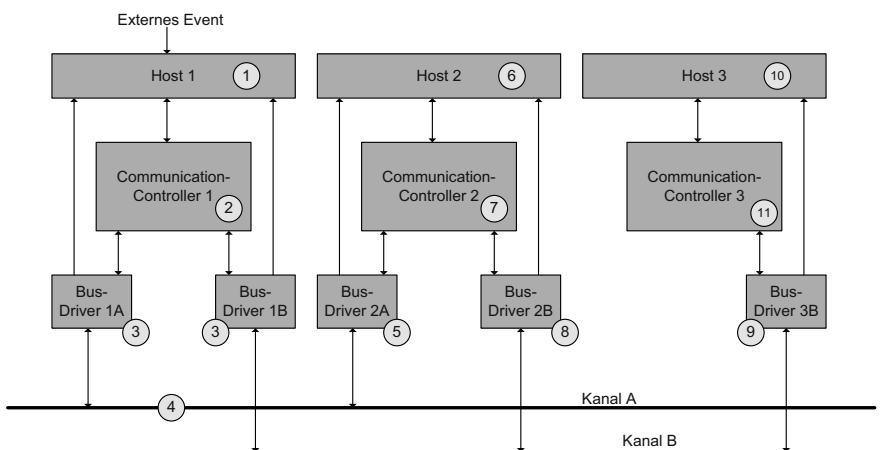 Externes Event
Host 1
1
Host 2
6
Host 3
10
Communication-
Controller 1
2
Communication-
Controller 2
7
Communication-
Controller 3
11
Bus-
Driver 1A
3
Bus-
Driver 1B
3
Bus-
Driver 2A
5
Bus-
Driver 2B
8
Bus-
Driver 3B
9
4
Kanal A
Kanal B